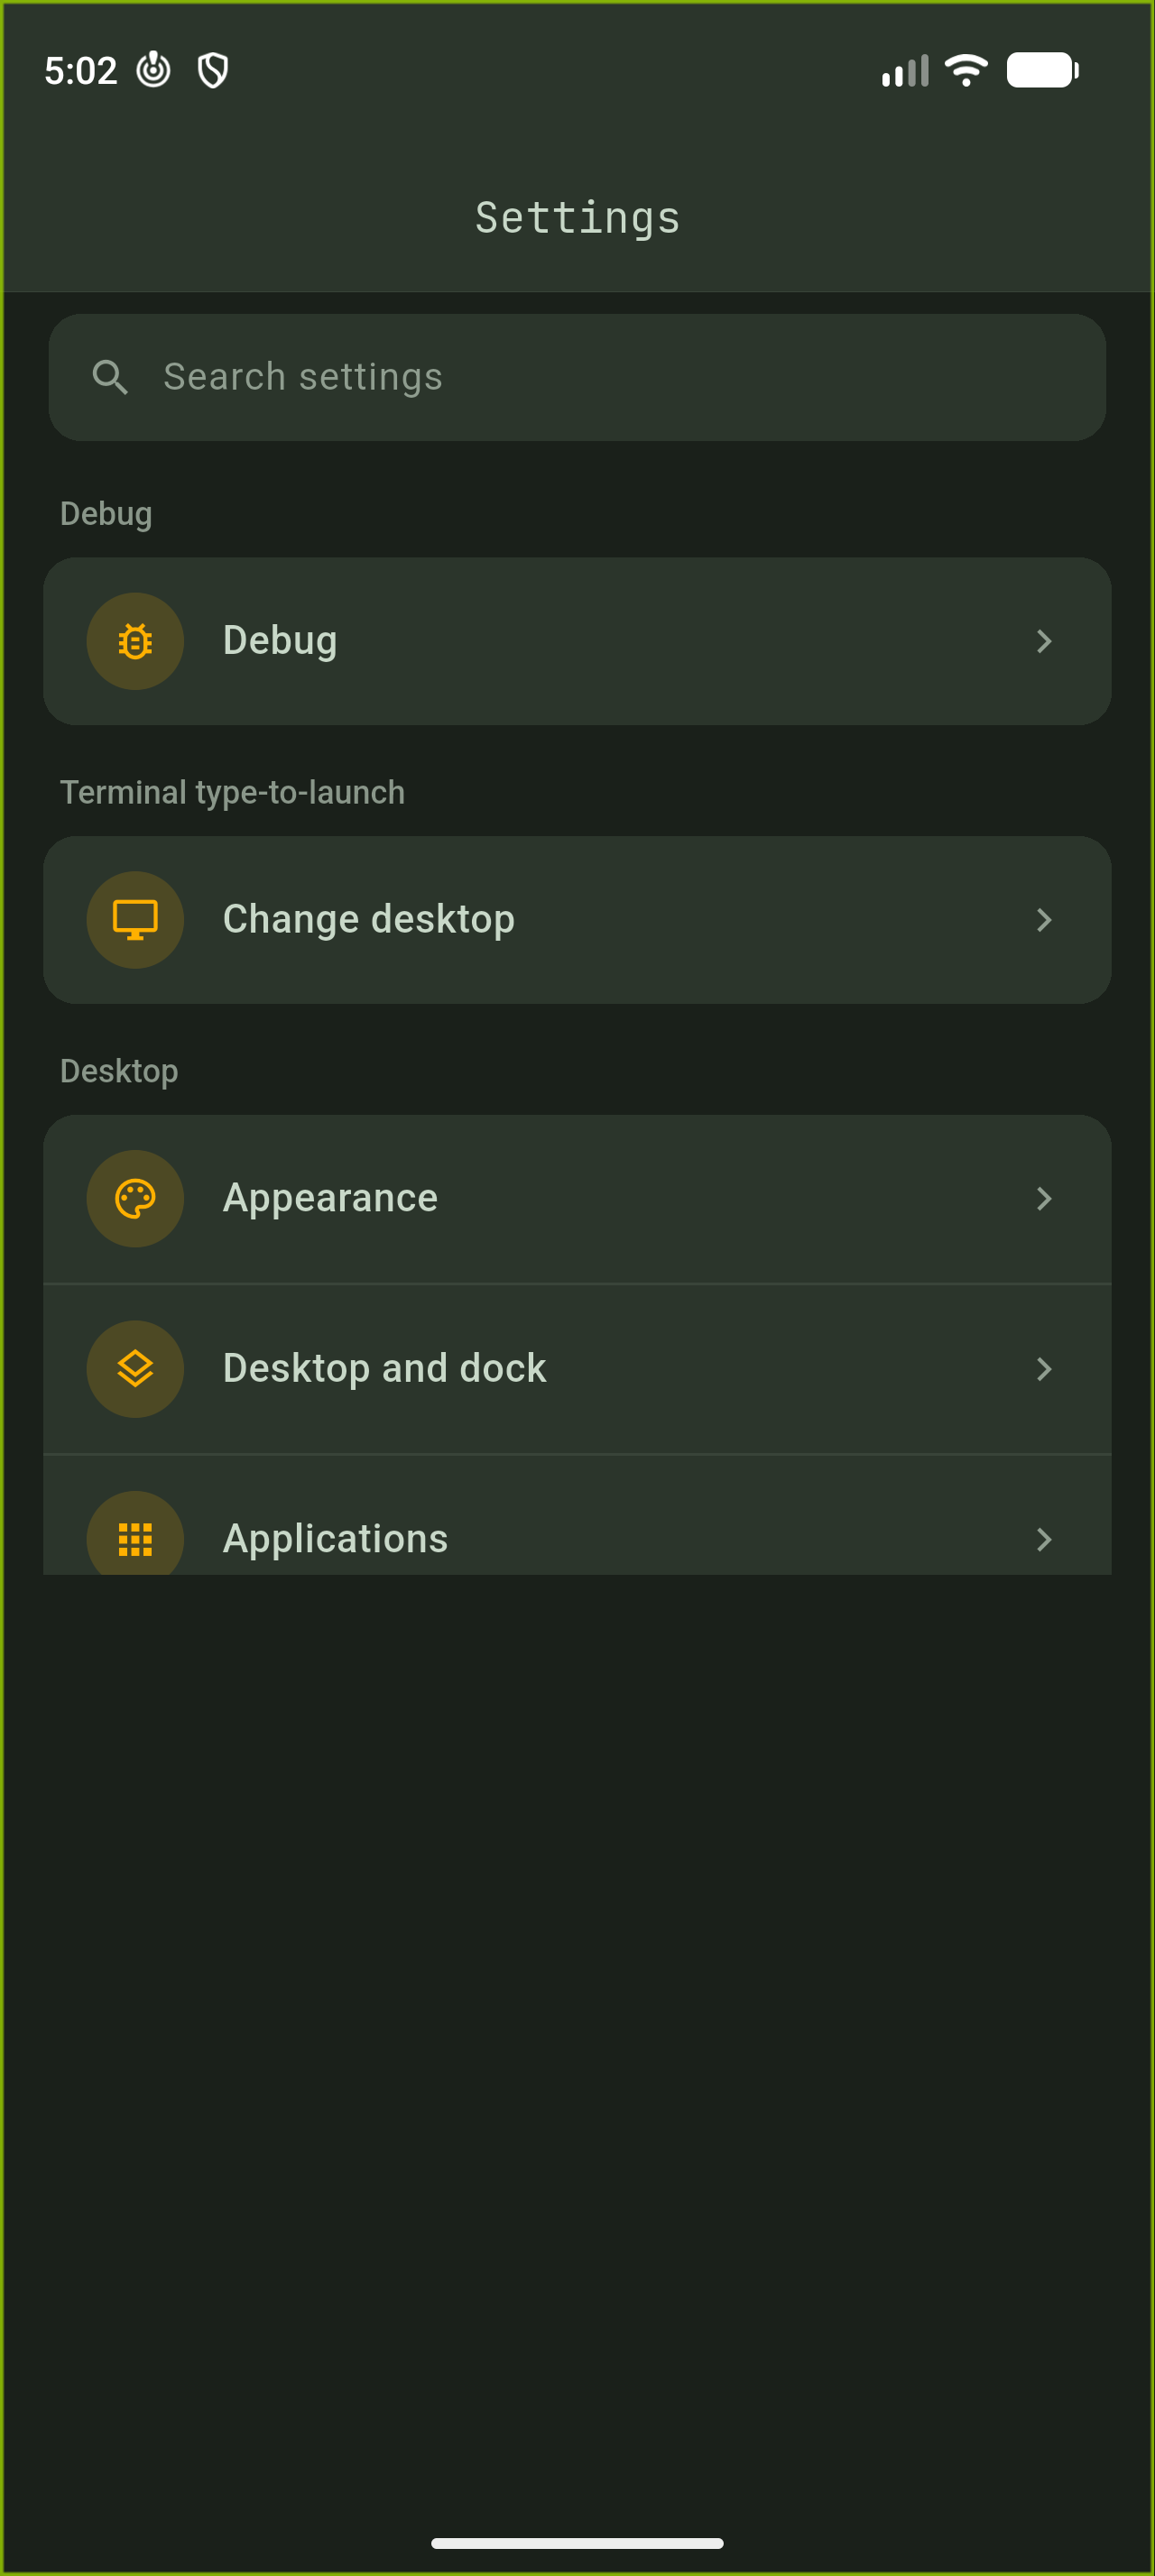 5:02
Settings
Search settings
Debug
Debug
Terminal type-to-launch
Change desktop
Desktop
Appearance
Desktop and dock
Applications